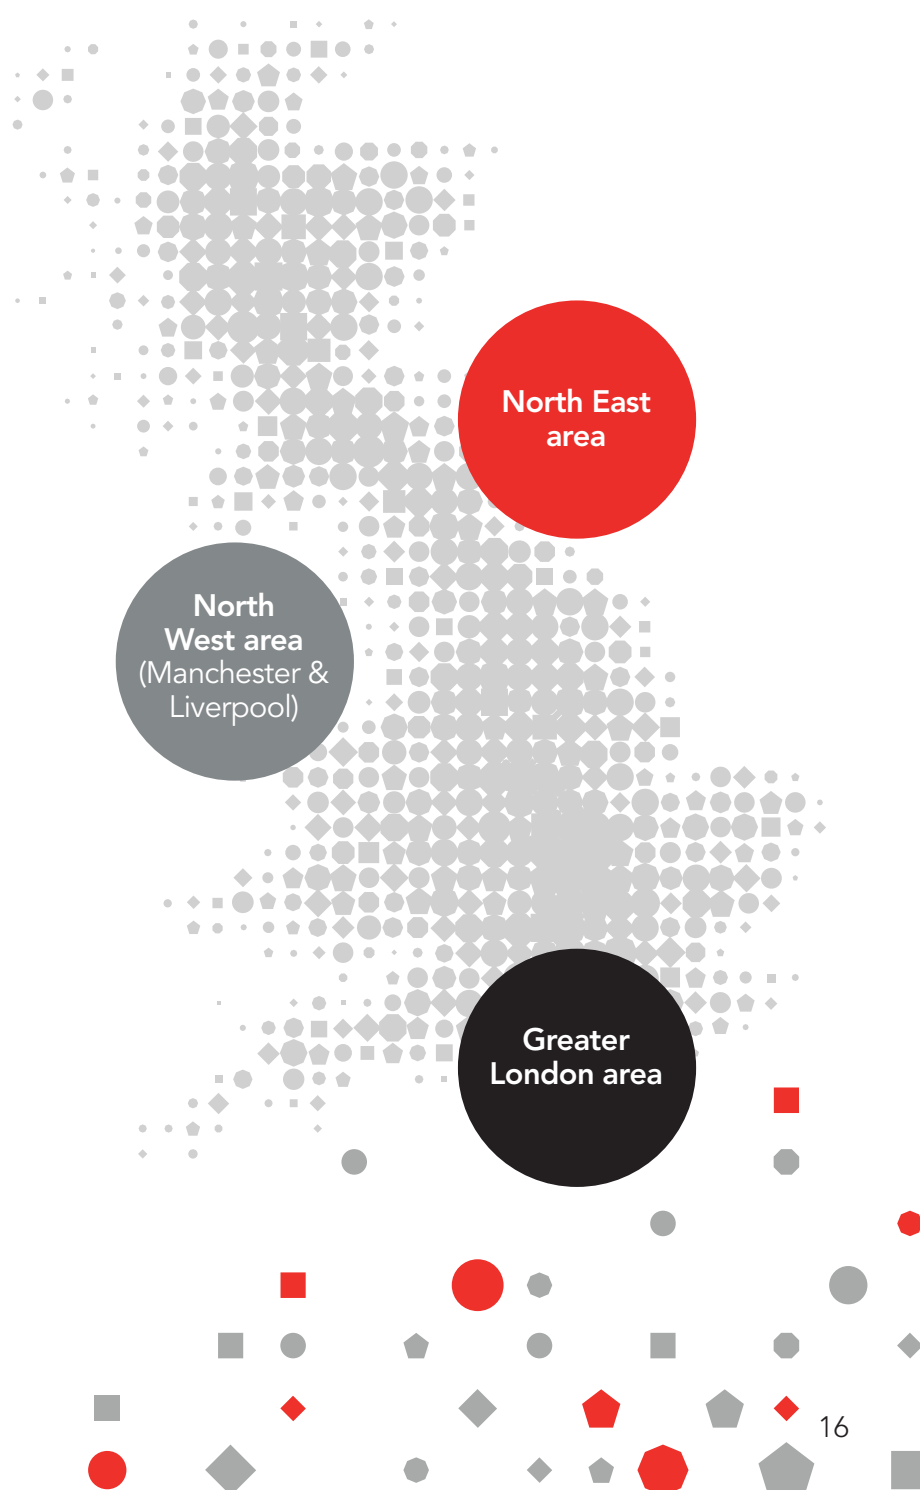 North East
area
North
West area
(Manchester &
Liverpool)
Greater
London area
16